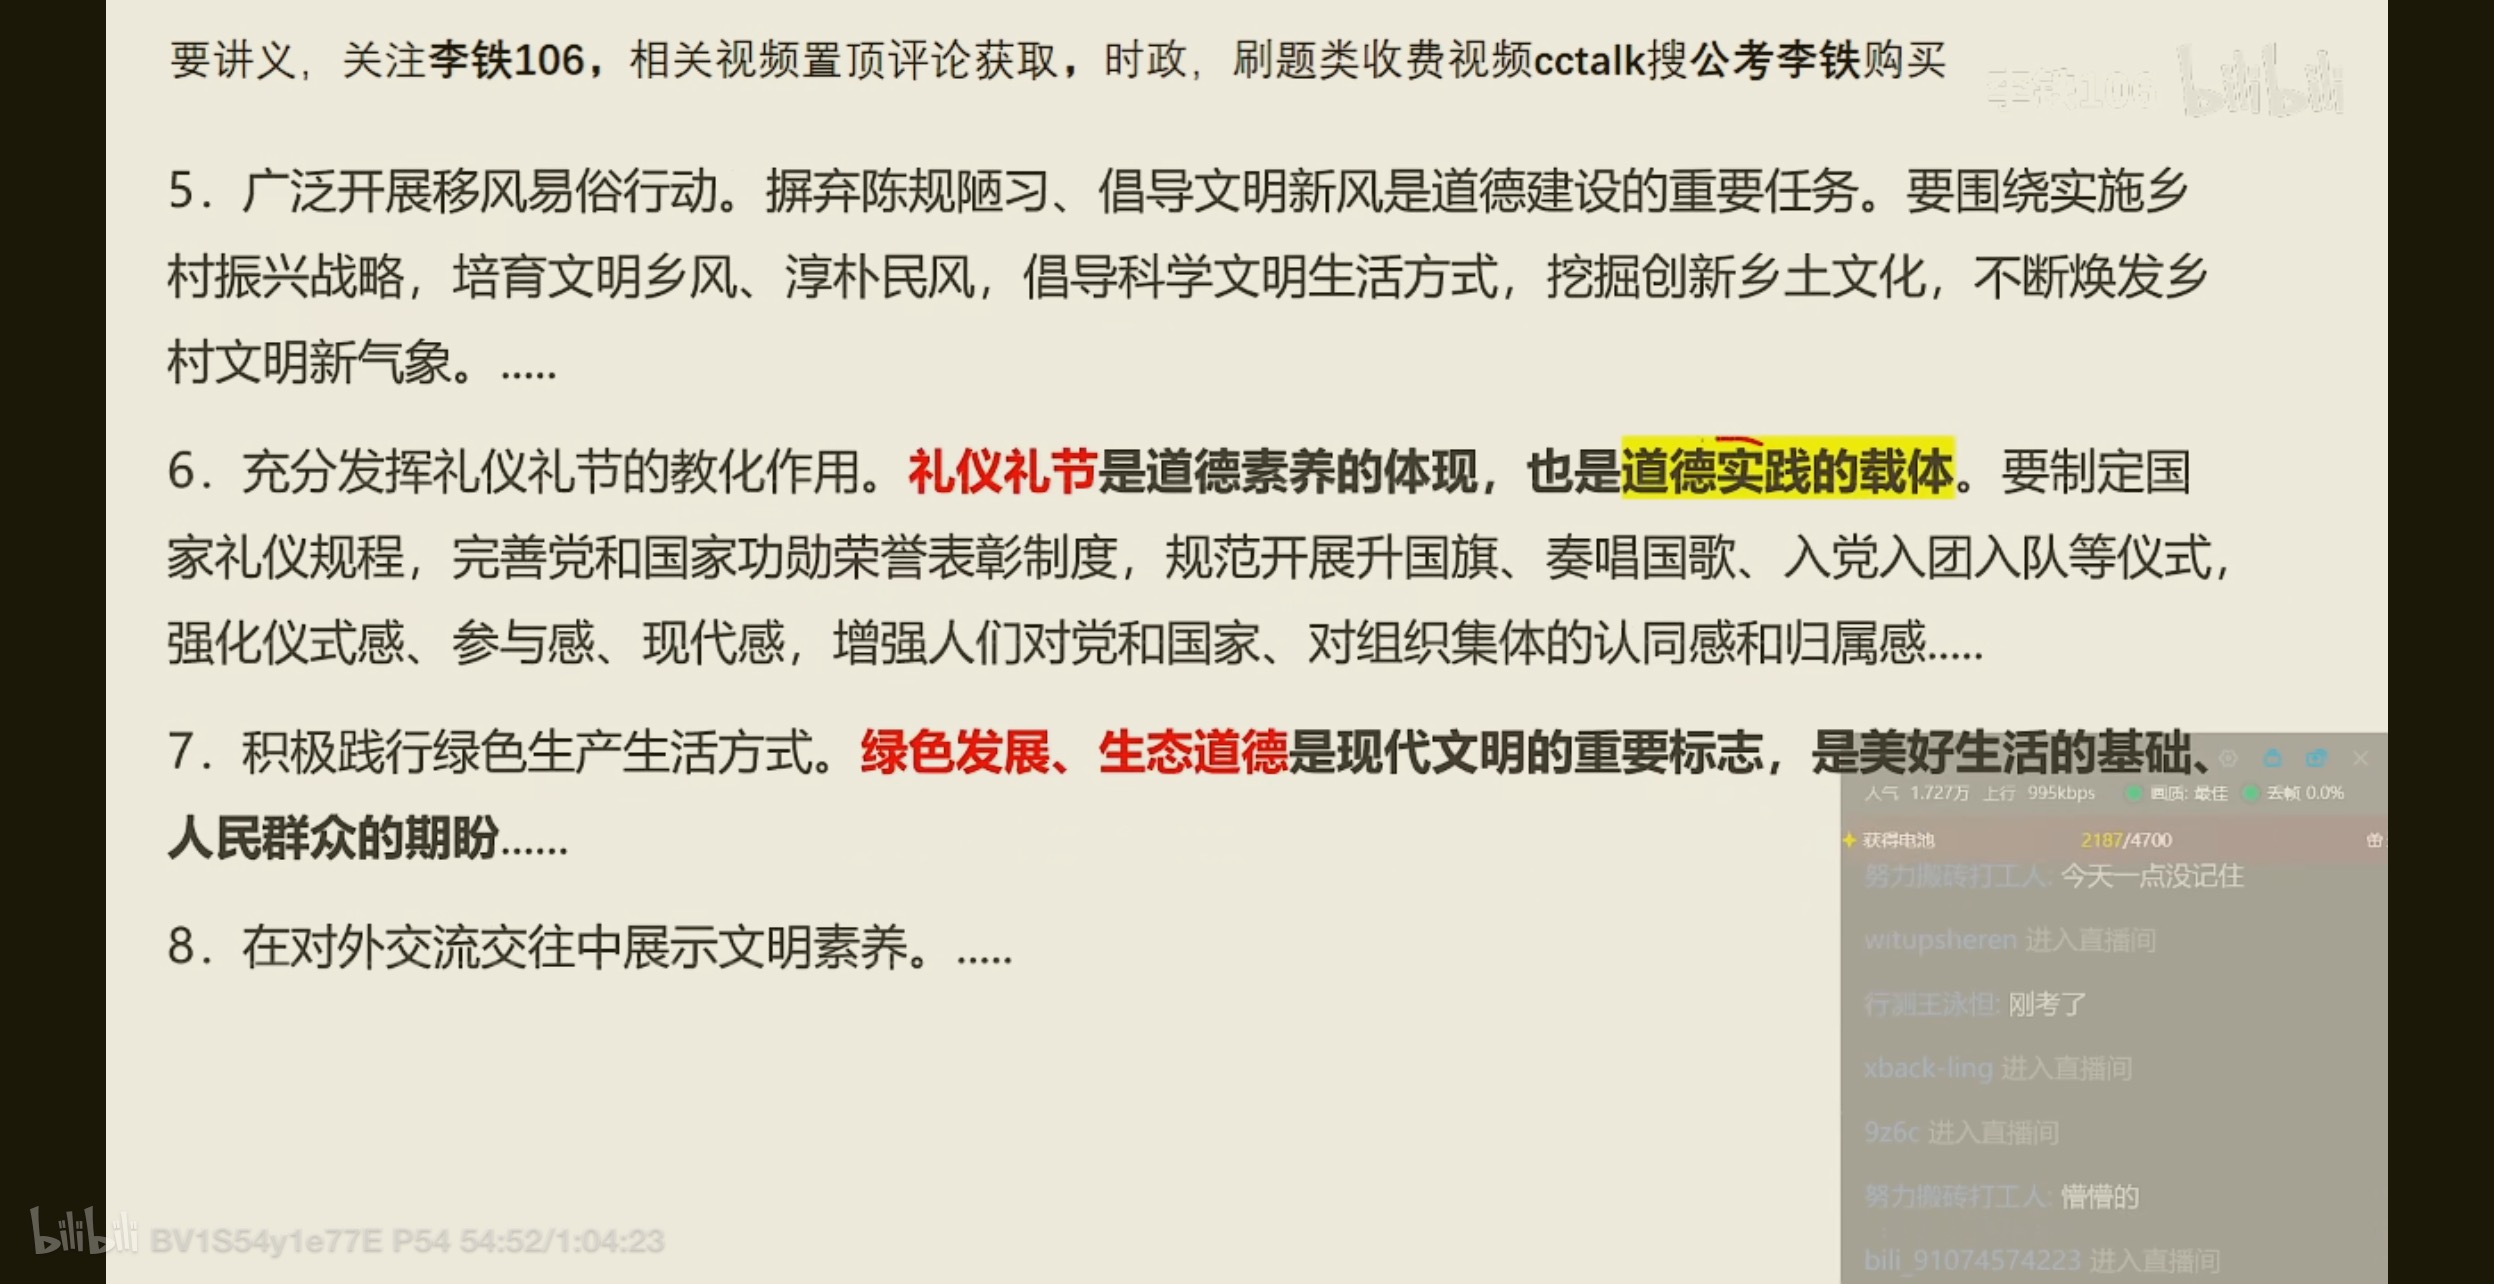 要讲义，关注李铁106，相关视频置顶评论获取，时政，刷题类收费视频cctalk搜公考李铁购买
李铁106 bilibili
5. 广泛开展移风易俗行动。摒弃陈规陋习、倡导文明新风是道德建设的重要任务。要围绕实施乡
村振兴战略，培育文明乡风、淳朴民风，倡导科学文明生活方式，挖掘创新乡土文化，不断焕发乡
村文明新气象。.....
6. 充分发挥礼仪礼节的教化作用。礼仪礼节是道德素养的体现，也是道德实践的载体。要制定国
家礼仪规程，完善党和国家功勋荣誉表彰制度，规范开展升国旗、奏唱国歌、入党入团入队等仪式，
强化仪式感、参与感、现代感，增强人们对党和国家、对组织集体的认同感和归属感.....
7. 积极践行绿色生产生活方式。绿色发展、生态道德是现代文明的重要标志，是美好生活的基础、
人民群众的期盼......
8. 在对外交流交往中展示文明素养。.....
人气 1.727万 上行 995kbps 画质: 最佳 丢帧 0.0%
获得电池 2187/4700
努力搬砖打工人: 今天一点没记住
witupsheren 进入直播间
行测王泳怛: 刚考了
xback-ling 进入直播间
9z6c 进入直播间
努力搬砖打工人: 懵懵的
bili_91074574223 进入直播间
bilibili BV1S54y1e77E P54 54:52/1:04:23